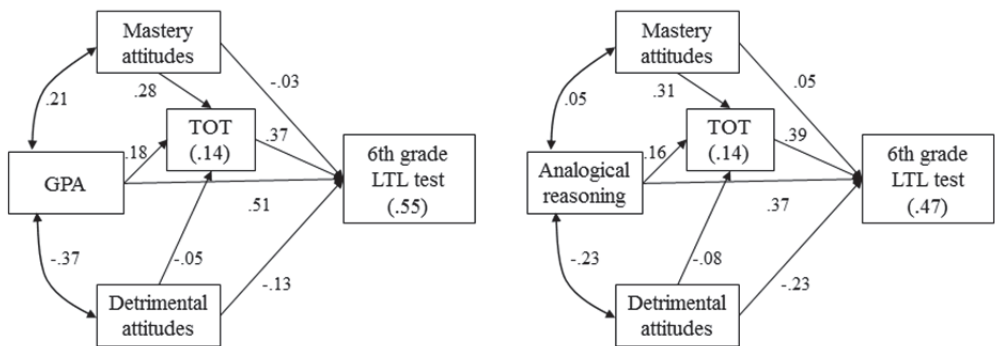 Mastery
attitudes
.21
.28
-.03
TOT
(.14)
.37
.18
GPA
6th grade
LTL test
(.55)
.51
-.37
-.05
-.13
Detrimental
attitudes
Mastery
attitudes
.05
.31
.05
TOT
(.14)
.39
.16
Analogical
reasoning
6th grade
LTL test
(.47)
.37
-.23
-.08
-.23
Detrimental
attitudes